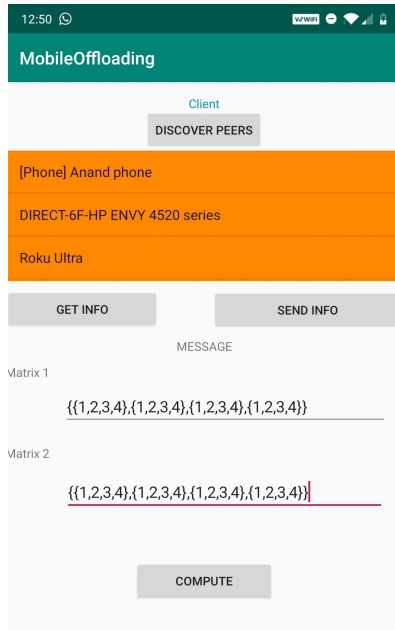 12:50
VoWiFi
MobileOffloading
Client
DISCOVER PEERS
[Phone] Anand phone
DIRECT-6F-HP ENVY 4520 series
Roku Ultra
GET INFO SEND INFO
MESSAGE
Matrix 1
{{1,2,3,4},{1,2,3,4},{1,2,3,4},{1,2,3,4}}
Matrix 2
{{1,2,3,4},{1,2,3,4},{1,2,3,4},{1,2,3,4}}
COMPUTE